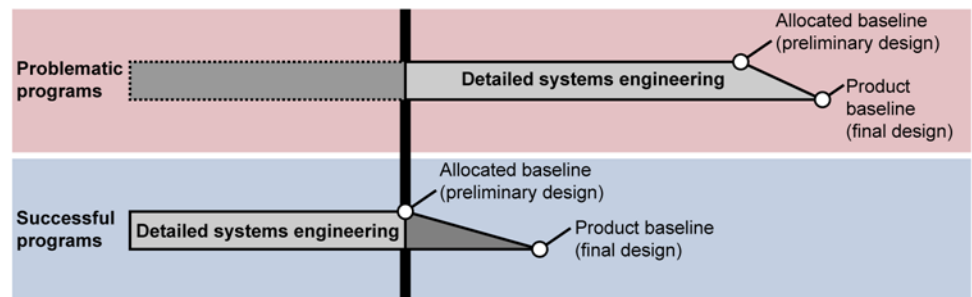 Allocated baseline
(preliminary design)
Problematic
programs
Detailed systems engineering
Product
baseline
(final design)
Allocated baseline
(preliminary design)
Successful
programs
Detailed systems engineering
Product baseline
(final design)